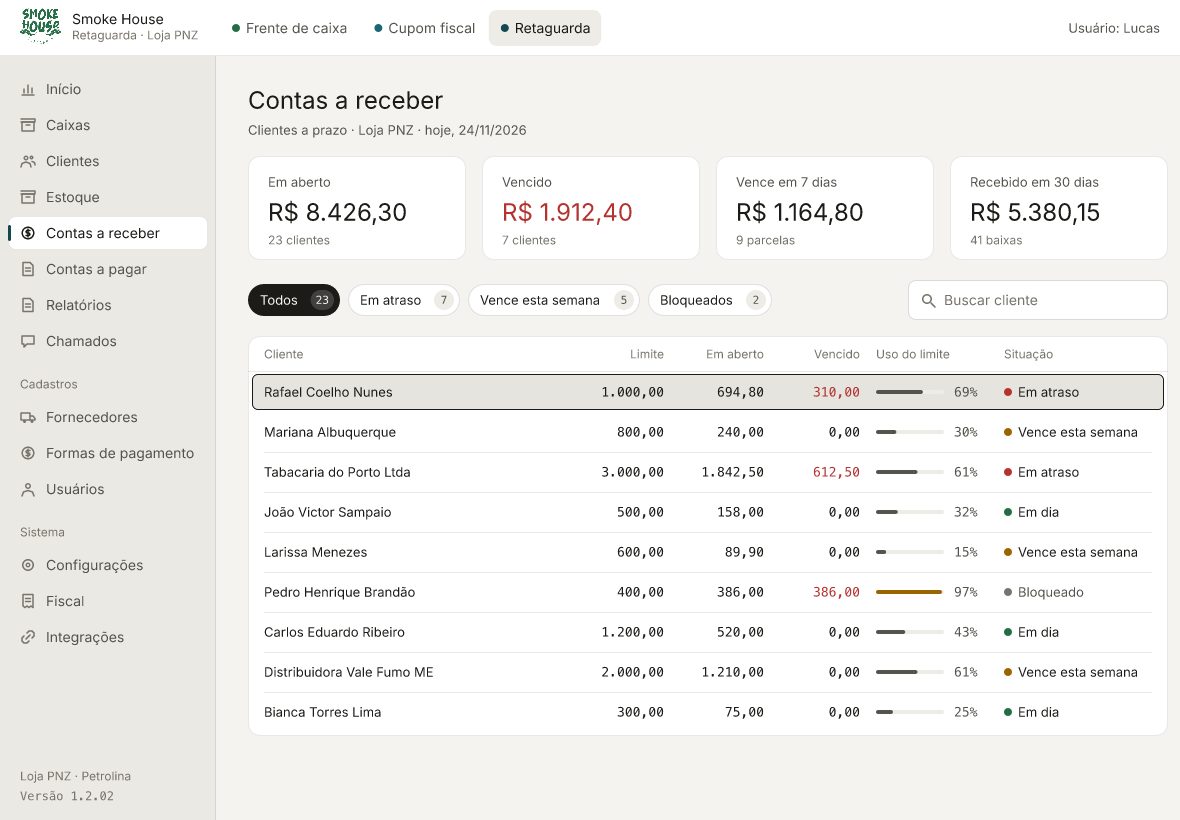 SMOKE
HOUSE
Smoke House
Retaguarda · Loja PNZ
Frente de caixa
Cupom fiscal
Retaguarda
Usuário: Lucas
Início
Caixas
Clientes
Estoque
Contas a receber
Contas a pagar
Relatórios
Chamados
Cadastros
Fornecedores
Formas de pagamento
Usuários
Sistema
Configurações
Fiscal
Integrações
Loja PNZ · Petrolina
Versão 1.2.02
Contas a receber
Clientes a prazo · Loja PNZ · hoje, 24/11/2026
Em aberto
R$ 8.426,30
23 clientes
Vencido
R$ 1.912,40
7 clientes
Vence em 7 dias
R$ 1.164,80
9 parcelas
Recebido em 30 dias
R$ 5.380,15
41 baixas
Todos 23
Em atraso 7
Vence esta semana 5
Bloqueados 2
Buscar cliente
Cliente Limite Em aberto Vencido Uso do limite Situação
Rafael Coelho Nunes 1.000,00 694,80 310,00 69% Em atraso
Mariana Albuquerque 800,00 240,00 0,00 30% Vence esta semana
Tabacaria do Porto Ltda 3.000,00 1.842,50 612,50 61% Em atraso
João Victor Sampaio 500,00 158,00 0,00 32% Em dia
Larissa Menezes 600,00 89,90 0,00 15% Vence esta semana
Pedro Henrique Brandão 400,00 386,00 386,00 97% Bloqueado
Carlos Eduardo Ribeiro 1.200,00 520,00 0,00 43% Em dia
Distribuidora Vale Fumo ME 2.000,00 1.210,00 0,00 61% Vence esta semana
Bianca Torres Lima 300,00 75,00 0,00 25% Em dia